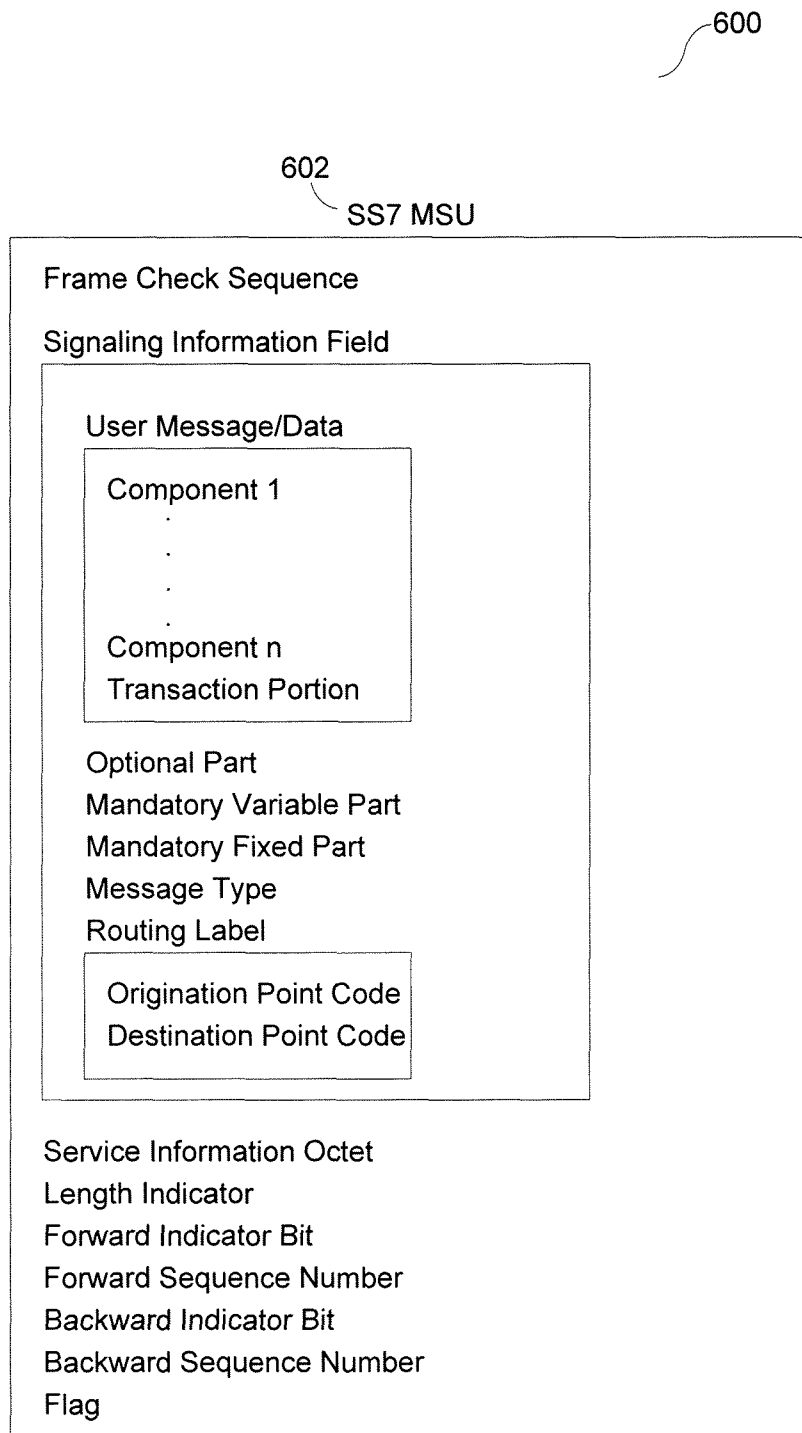 600
602
SS7 MSU
Frame Check Sequence
Signaling Information Field
User Message/Data
Component 1
.
.
.
.
Component n
Transaction Portion
Optional Part
Mandatory Variable Part
Mandatory Fixed Part
Message Type
Routing Label
Origination Point Code
Destination Point Code
Service Information Octet
Length Indicator
Forward Indicator Bit
Forward Sequence Number
Backward Indicator Bit
Backward Sequence Number
Flag